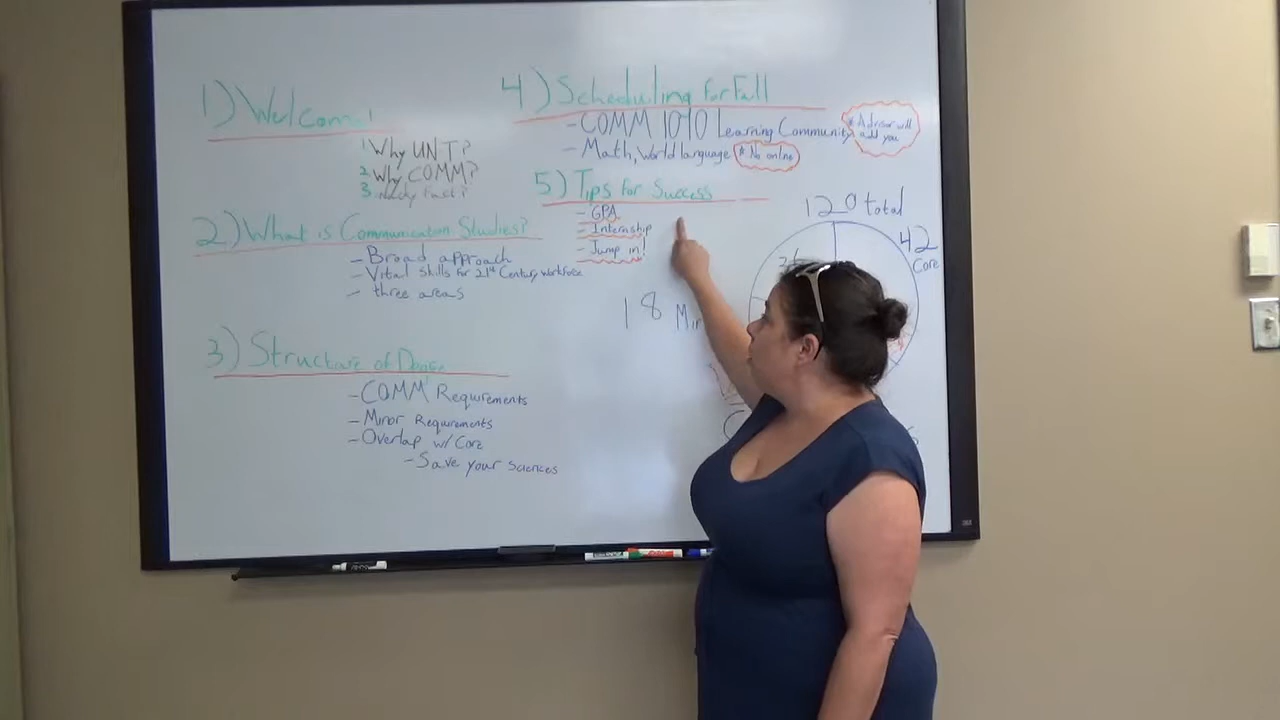 1) Welcome!
1. Why UNT?
2. Why COMM?
3. Fact?
2) What is Communication Studies?
- Broad approach
- Vital skills for 21st Century workforce
- three areas
3) Structure of Degree
- COMM Requirements
- Minor Requirements
- Overlap w/ Core
- Save your sciences
4) Scheduling for Fall
- COMM 1010 Learning Community
* Advisor will add you
- Math, World language * No online
5) Tips for Success
- GPA
- Internship
- Jump in!
120 total
42 Core
18 Min